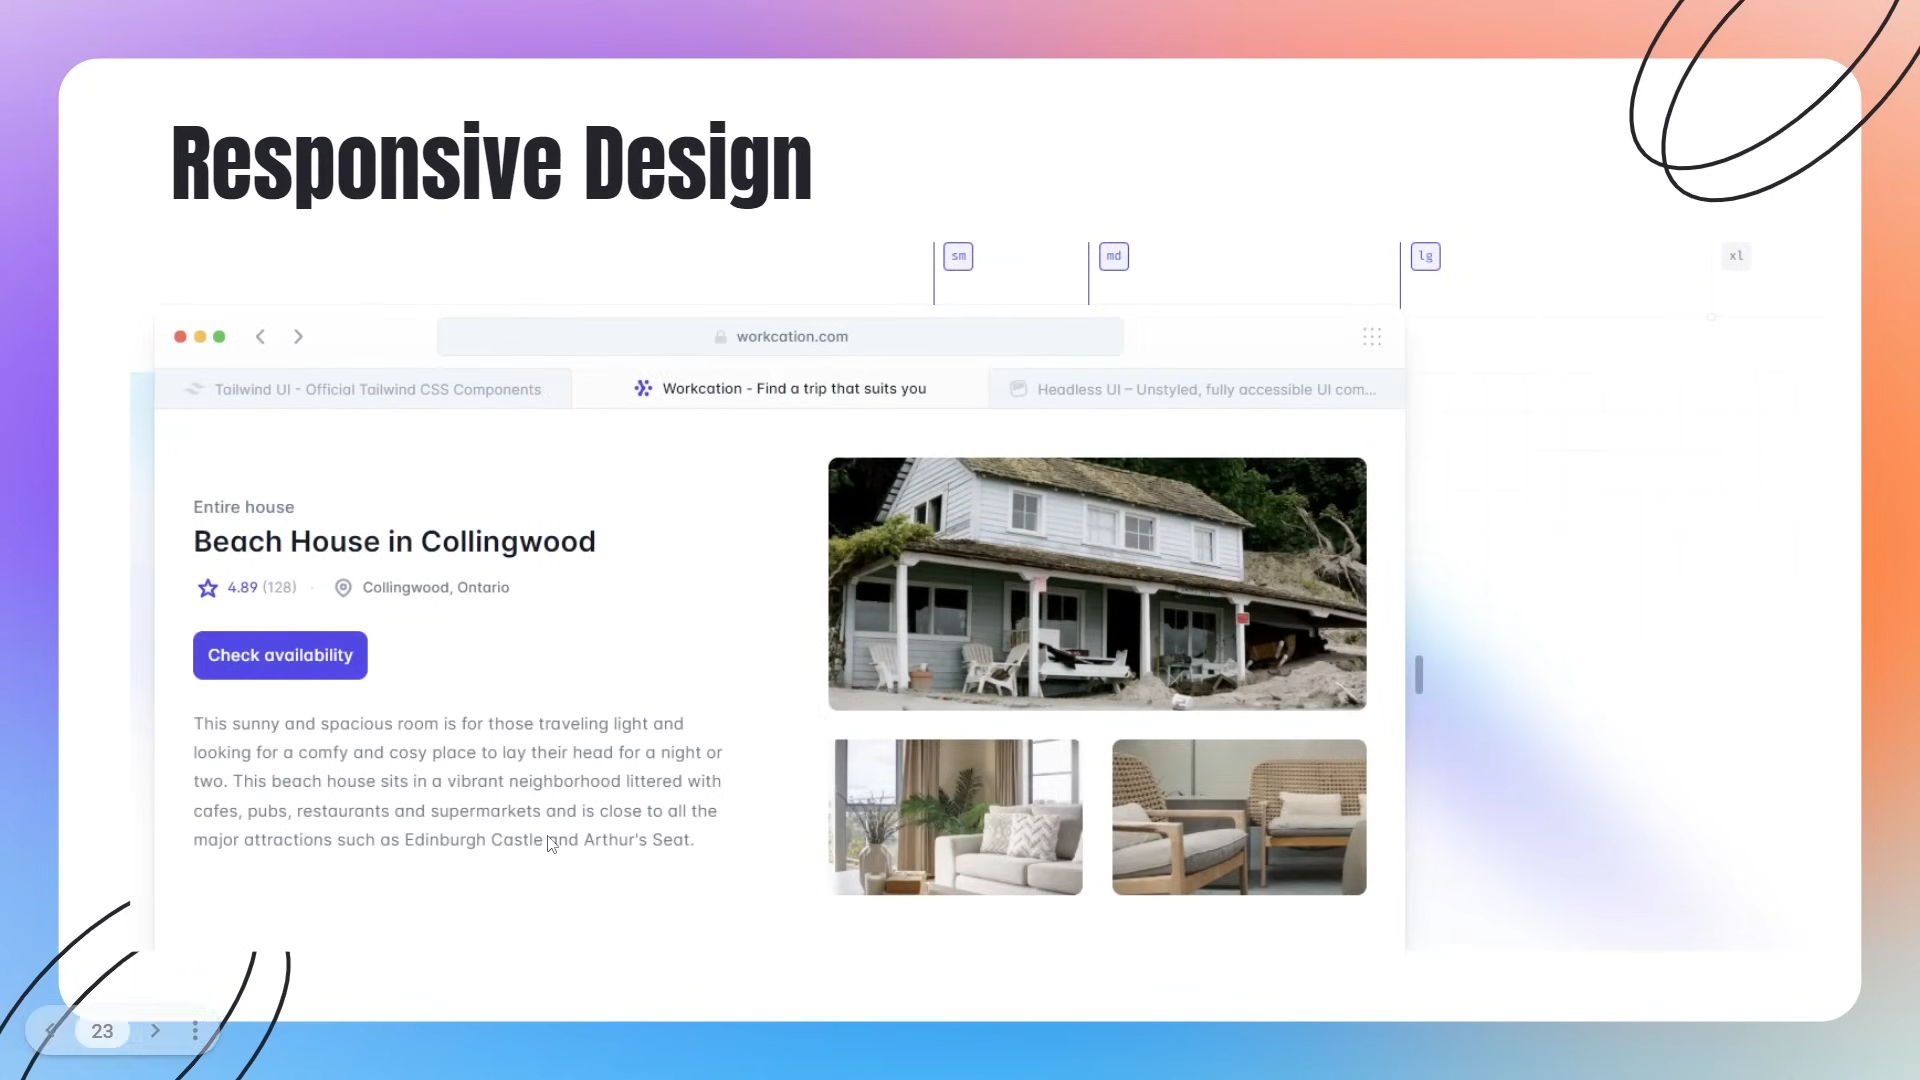 Responsive Design
sm
md
lg
xl
workcation.com
Tailwind UI - Official Tailwind CSS Components
Workcation - Find a trip that suits you
Headless UI – Unstyled, fully accessible UI com...
Entire house
Beach House in Collingwood
4.89 (128) · Collingwood, Ontario
Check availability
This sunny and spacious room is for those traveling light and
looking for a comfy and cosy place to lay their head for a night or
two. This beach house sits in a vibrant neighborhood littered with
cafes, pubs, restaurants and supermarkets and is close to all the
major attractions such as Edinburgh Castle and Arthur's Seat.
23